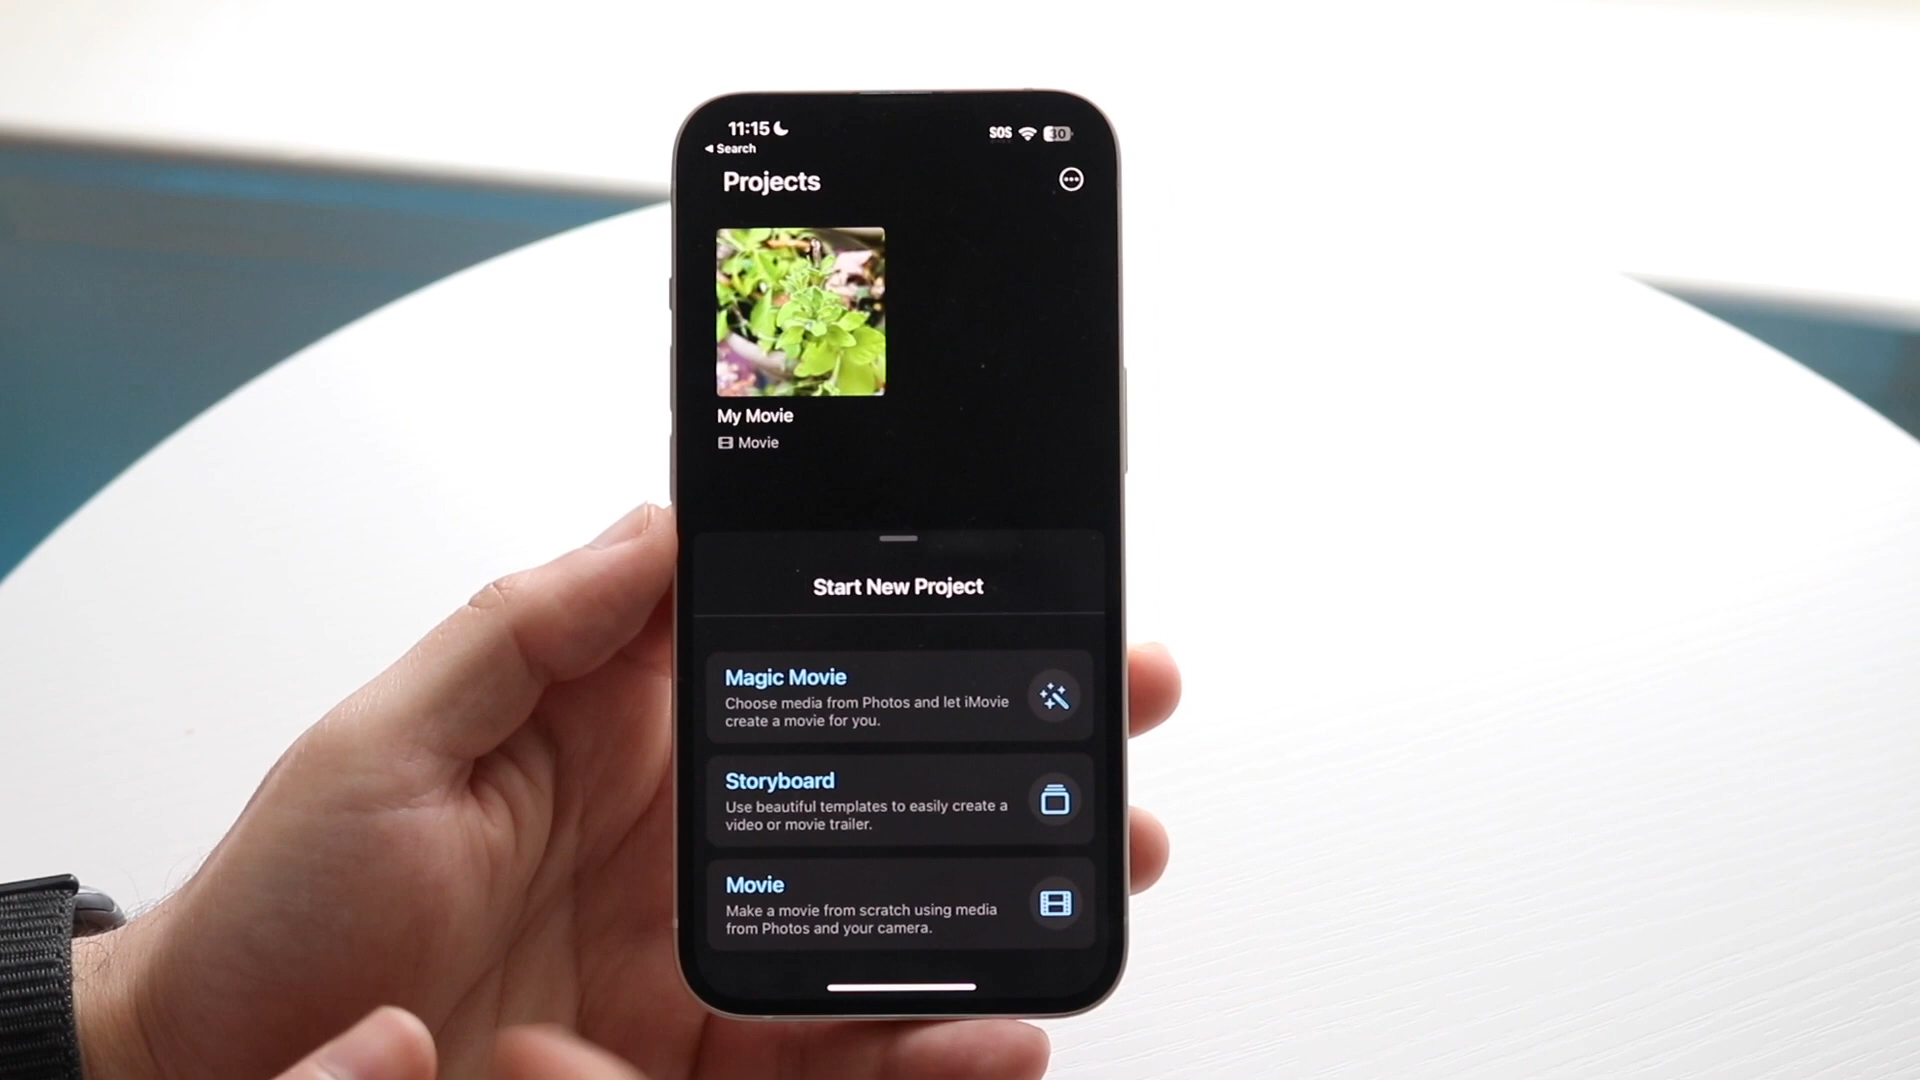 11:15
SOS
30
Search
Projects
My Movie
Movie
Start New Project
Magic Movie
Choose media from Photos and let iMovie
create a movie for you.
Storyboard
Use beautiful templates to easily create a
video or movie trailer.
Movie
Make a movie from scratch using media
from Photos and your camera.